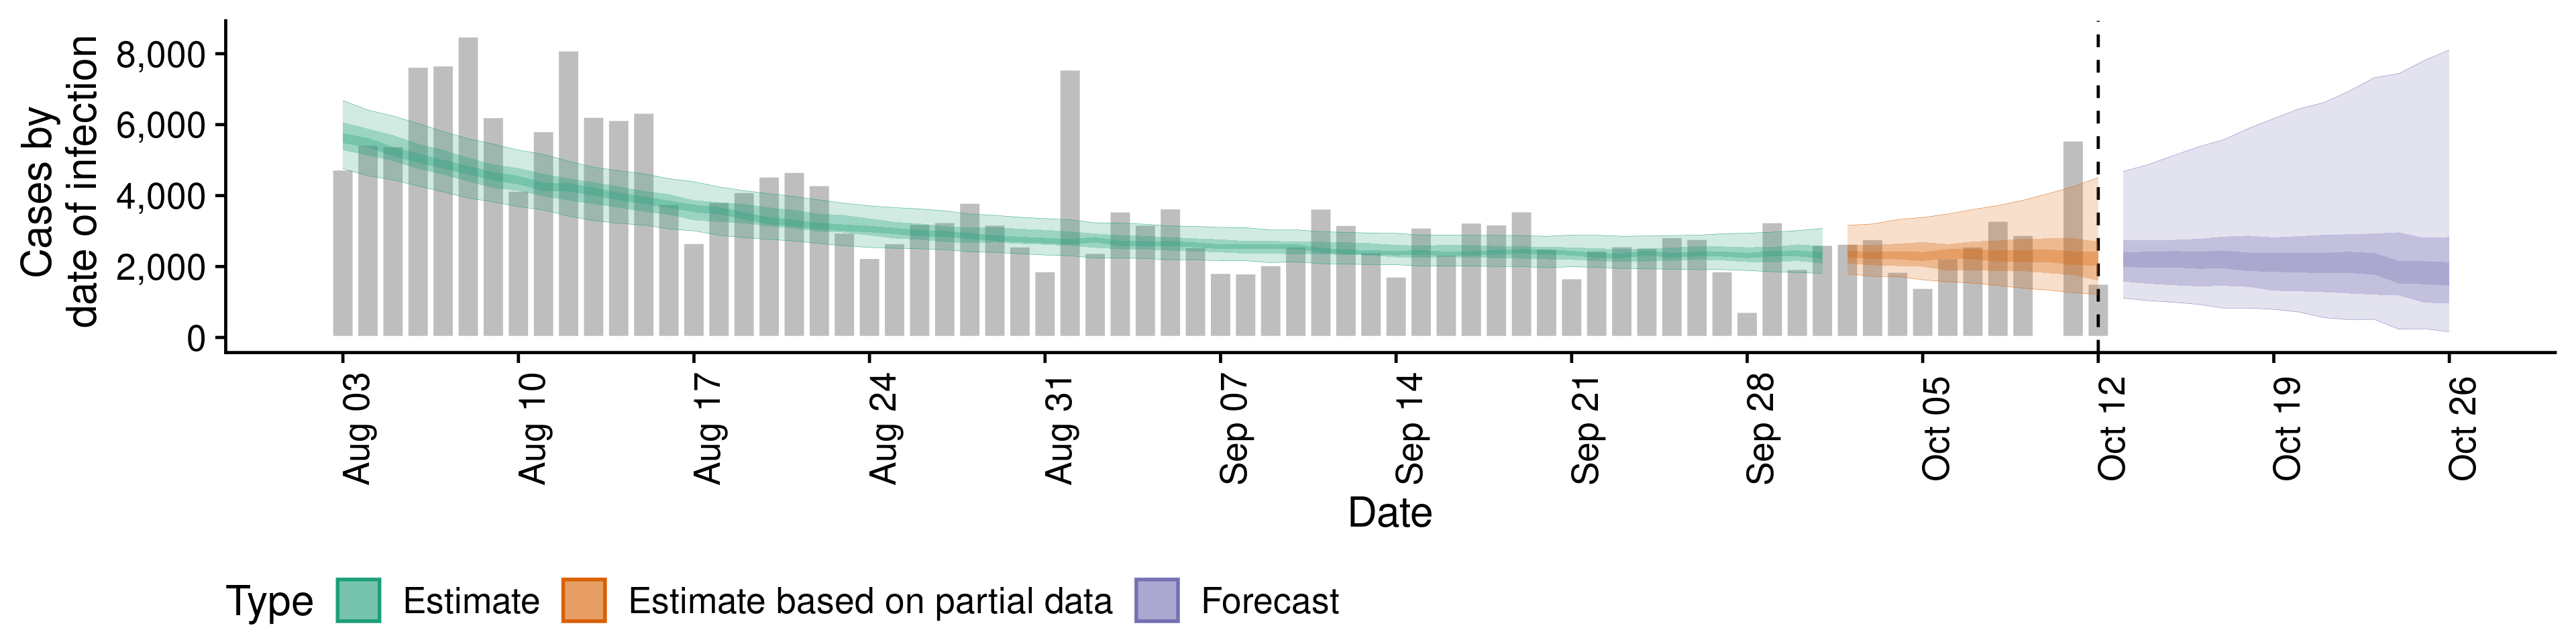 Cases by
date of infection
8,000
6,000
4,000
2,000
0
Aug 03
Aug 10
Aug 17
Aug 24
Aug 31
Sep 07
Sep 14
Sep 21
Sep 28
Oct 05
Oct 12
Oct 19
Oct 26
Date
Type Estimate Estimate based on partial data Forecast